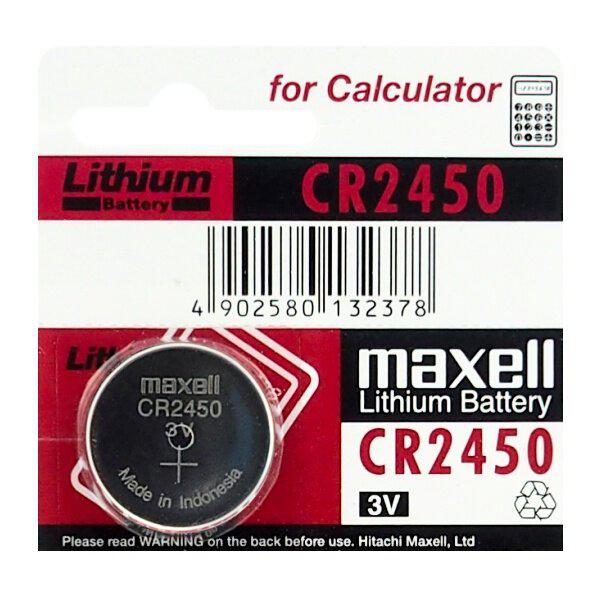 for Calculator
Lithium
Battery
CR2450
4 902580 132378
Lith
maxell
CR2450
3V
+
Made in Indonesia
maxell
Lithium Battery
CR2450
3V
Please read WARNING on the back before use. Hitachi Maxell, Ltd